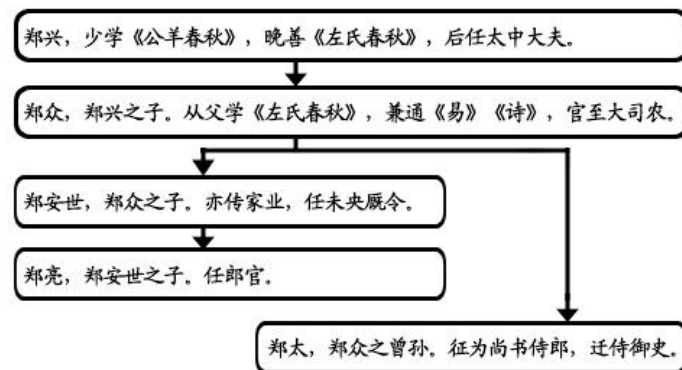 郑兴，少学《公羊春秋》，晚善《左氏春秋》，后任太中大夫。
郑众，郑兴之子。从父学《左氏春秋》，兼通《易》《诗》，官至大司农。
郑安世，郑众之子。亦传家业，任未央厩令。
郑亮，郑安世之子。任郎官。
郑太，郑众之曾孙。征为尚书侍郎，迁侍御史。